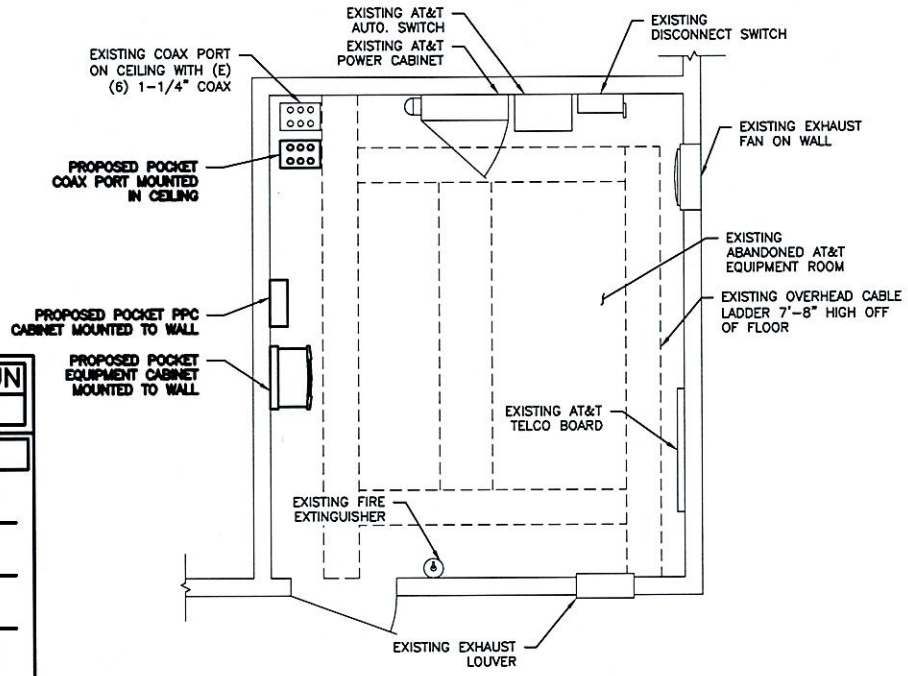 EXISTING AT&T
AUTO. SWITCH
EXISTING AT&T
POWER CABINET
EXISTING
DISCONNECT SWITCH
EXISTING COAX PORT
ON CEILING WITH (E)
(6) 1-1/4" COAX
EXISTING EXHAUST
FAN ON WALL
PROPOSED POCKET
COAX PORT MOUNTED
IN CEILING
EXISTING
ABANDONED AT&T
EQUIPMENT ROOM
EXISTING OVERHEAD CABLE
LADDER 7'-8" HIGH OFF
OF FLOOR
PROPOSED POCKET PPC
CABINET MOUNTED TO WALL
PROPOSED POCKET
EQUIPMENT CABINET
MOUNTED TO WALL
UN
EXISTING AT&T
TELCO BOARD
EXISTING FIRE
EXTINGUISHER
EXISTING EXHAUST
LOUVER